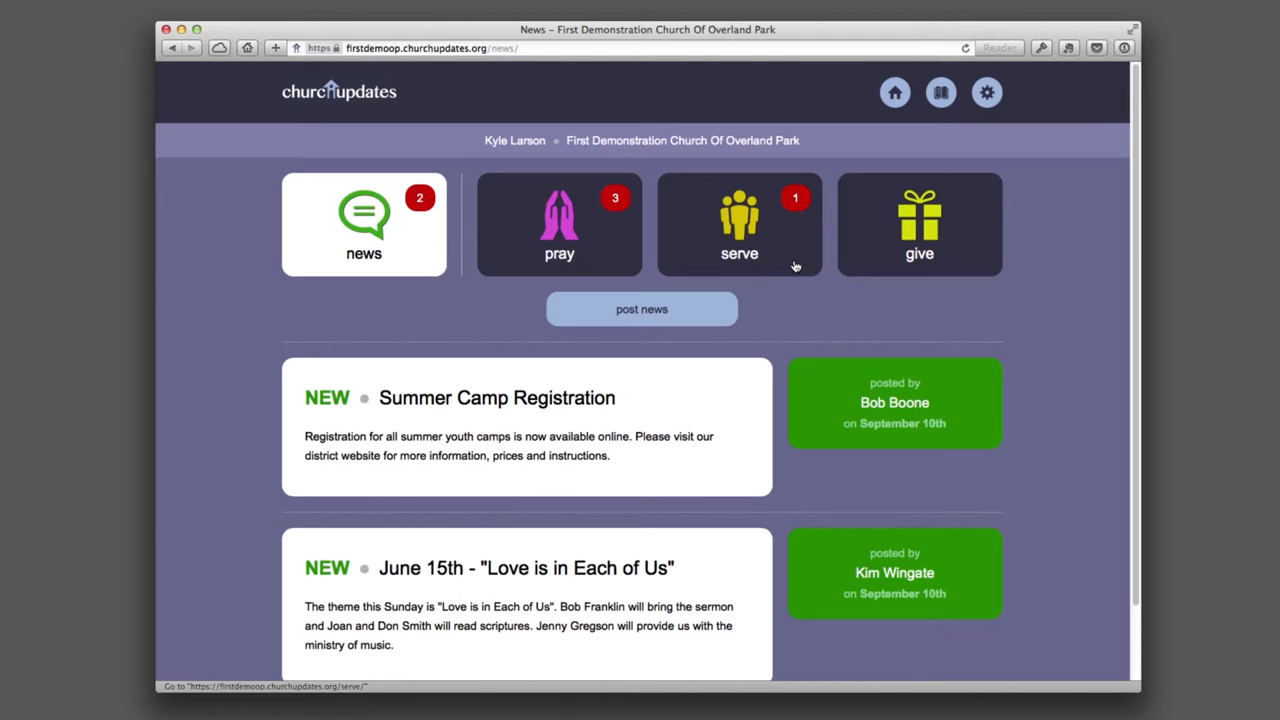 News – First Demonstration Church Of Overland Park
https firstdemoop.churchupdates.org/news/
Reader
church updates
Kyle Larson • First Demonstration Church Of Overland Park
2
3
1
news
pray
serve
give
post news
NEW • Summer Camp Registration
Registration for all summer youth camps is now available online. Please visit our
district website for more information, prices and instructions.
posted by
Bob Boone
on September 10th
NEW • June 15th - "Love is in Each of Us"
The theme this Sunday is "Love is in Each of Us". Bob Franklin will bring the sermon
and Joan and Don Smith will read scriptures. Jenny Gregson will provide us with the
ministry of music.
posted by
Kim Wingate
on September 10th
Go to "https://firstdemoop.churchupdates.org/serve/"